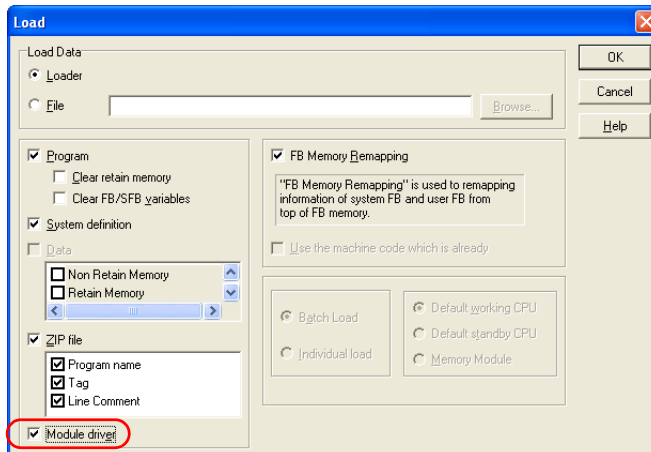 Load
Load Data
Loader
File
Browse...
OK
Cancel
Help
Program
Clear retain memory
Clear FB/SFB variables
System definition
Data
Non Retain Memory
Retain Memory
ZIP file
Program name
Tag
Line Comment
Module driver
FB Memory Remapping
"FB Memory Remapping" is used to remapping
information of system FB and user FB from
top of FB memory.
Use the machine code which is already
Batch Load
Individual load
Default working CPU
Default standby CPU
Memory Module